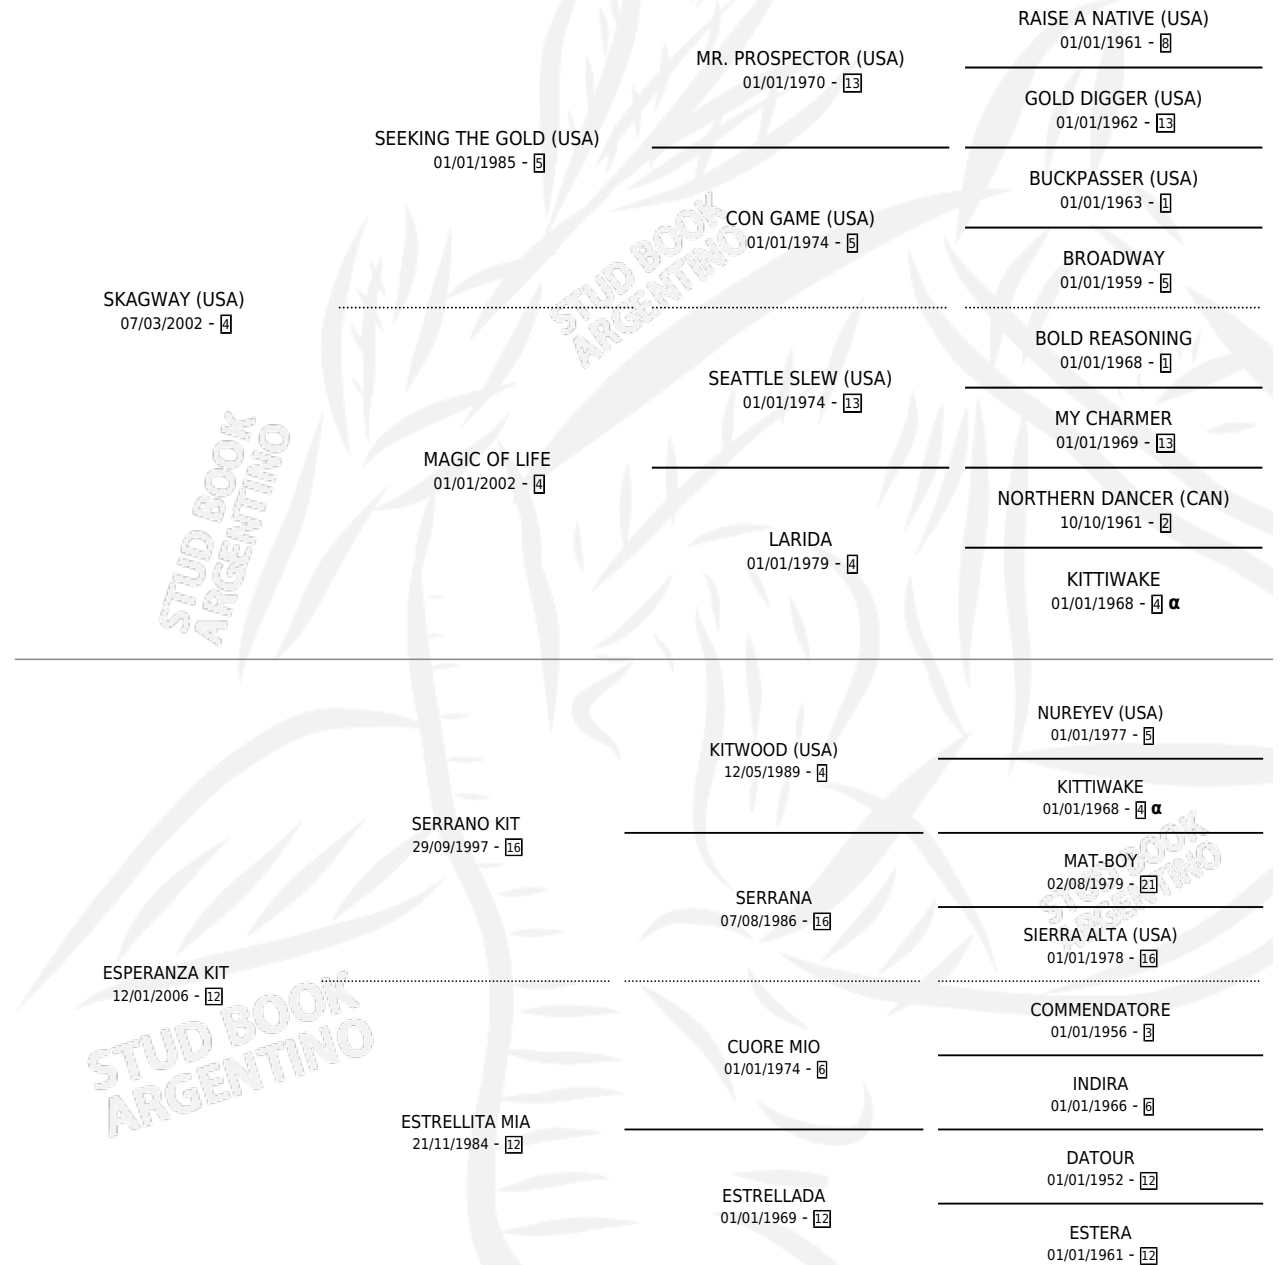 RAISE A NATIVE (USA)
01/01/1961 - 8
MR. PROSPECTOR (USA)
01/01/1970 - 13
GOLD DIGGER (USA)
01/01/1962 - 13
SEEKING THE GOLD (USA)
01/01/1985 - 5
BUCKPASSER (USA)
01/01/1963 - 1
CON GAME (USA)
01/01/1974 - 5
BROADWAY
01/01/1959 - 5
SKAGWAY (USA)
07/03/2002 - 4
BOLD REASONING
01/01/1968 - 1
SEATTLE SLEW (USA)
01/01/1974 - 13
MY CHARMER
01/01/1969 - 13
MAGIC OF LIFE
01/01/2002 - 4
NORTHERN DANCER (CAN)
10/10/1961 - 2
LARIDA
01/01/1979 - 4
KITTIWAKE
01/01/1968 - 4 α
NUREYEV (USA)
01/01/1977 - 5
KITWOOD (USA)
12/05/1989 - 4
KITTIWAKE
01/01/1968 - 4 α
SERRANO KIT
29/09/1997 - 16
MAT-BOY
02/08/1979 - 21
SERRANA
07/08/1986 - 16
SIERRA ALTA (USA)
01/01/1978 - 16
ESPERANZA KIT
12/01/2006 - 12
COMMENDATORE
01/01/1956 - 3
CUORE MIO
01/01/1974 - 6
INDIRA
01/01/1966 - 6
ESTRELLITA MIA
21/11/1984 - 12
DATOUR
01/01/1952 - 12
ESTRELLADA
01/01/1969 - 12
ESTERA
01/01/1961 - 12
STUD BOOK
ARGENTINO
STUD BOOK
ARGENTINO
STUD BOOK
ARGENTINO
STUD BOOK
ARGENTINO